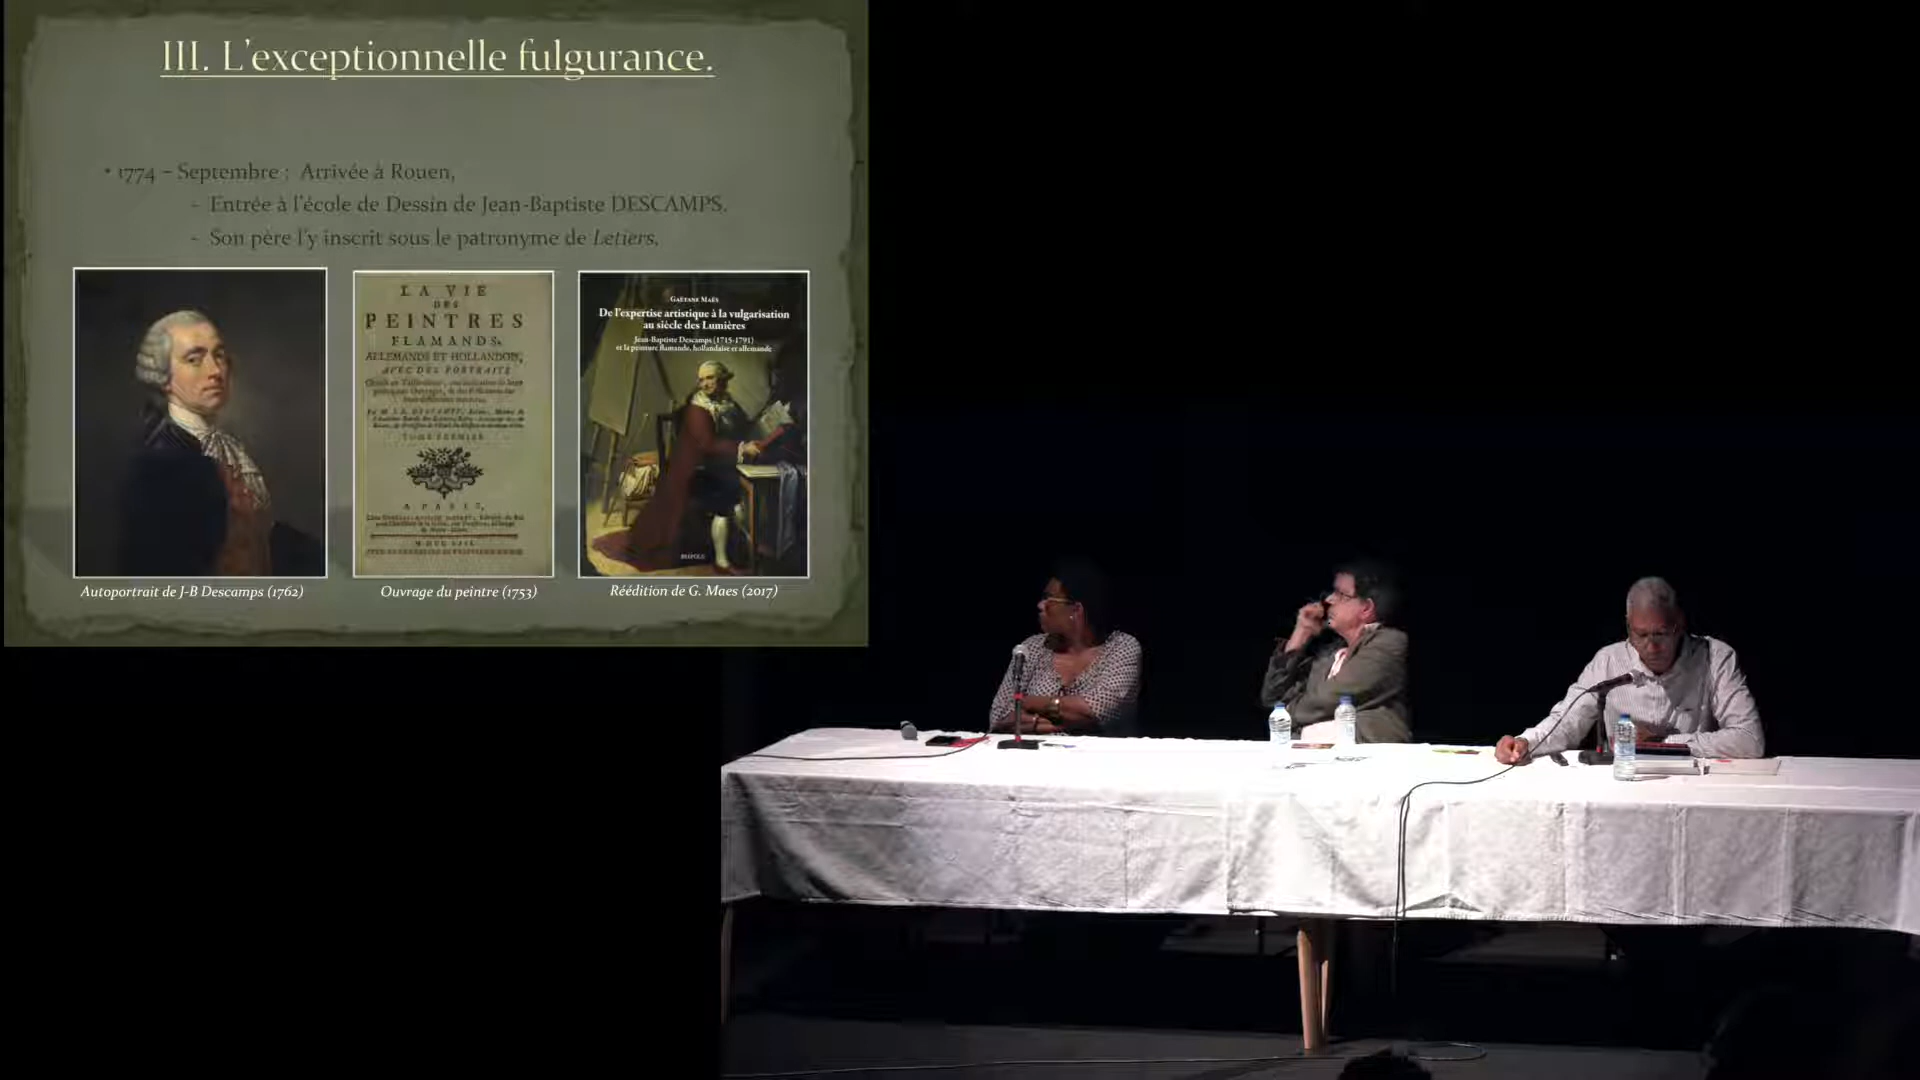 III. L'exceptionnelle fulgurance.
• 1774 – Septembre : Arrivée à Rouen,
- Entrée à l'école de Dessin de Jean-Baptiste DESCAMPS.
- Son père l'y inscrit sous le patronyme de Letiers.
LA VIE
DES
PEINTRES
FLAMANDS,
ALLEMANDS ET HOLLANDOIS,
AVEC DES PORTRAITS
TOME PREMIER
A PARIS,
GAËTANE MAËS
De l'expertise artistique à la vulgarisation
au siècle des Lumières
Jean-Baptiste Descamps (1715-1791)
et la peinture flamande, hollandaise et allemande
BREPOLS
Autoportrait de J-B Descamps (1762)
Ouvrage du peintre (1753)
Réédition de G. Maes (2017)